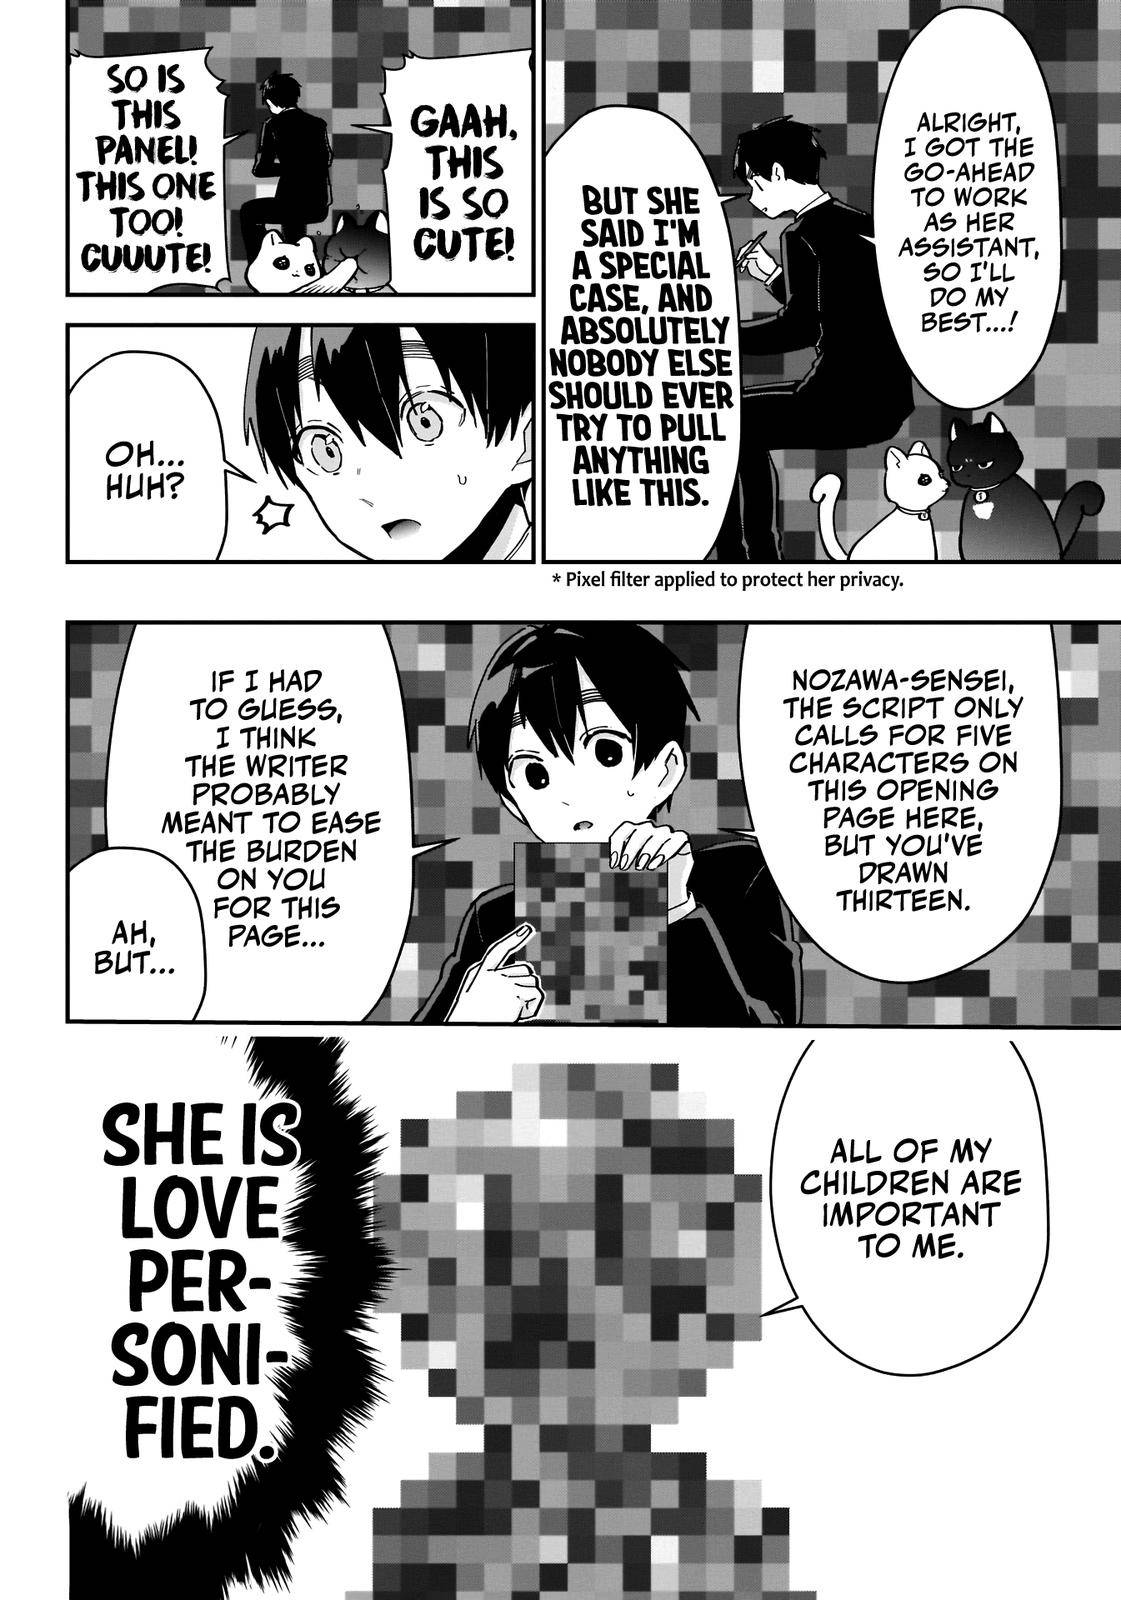 ALRIGHT,
I GOT THE
GO-AHEAD
TO WORK
AS HER
ASSISTANT,
SO I'LL
DO MY
BEST...!
BUT SHE
SAID I'M
A SPECIAL
CASE, AND
ABSOLUTELY
NOBODY ELSE
SHOULD EVER
TRY TO PULL
ANYTHING
LIKE THIS.
* Pixel filter applied to protect her privacy.
GAAH,
THIS
IS SO
CUTE!
SO IS
THIS
PANEL!
THIS ONE
TOO!
CUUUTE!
OH...
HUH?
NOZAWA-SENSEI,
THE SCRIPT ONLY
CALLS FOR FIVE
CHARACTERS ON
THIS OPENING
PAGE HERE,
BUT YOU'VE
DRAWN
THIRTEEN.
IF I HAD
TO GUESS,
I THINK
THE WRITER
PROBABLY
MEANT TO EASE
THE BURDEN
ON YOU
FOR THIS
PAGE...
AH,
BUT...
ALL OF MY
CHILDREN ARE
IMPORTANT
TO ME.
SHE IS
LOVE
PER-
SONI-
FIED.